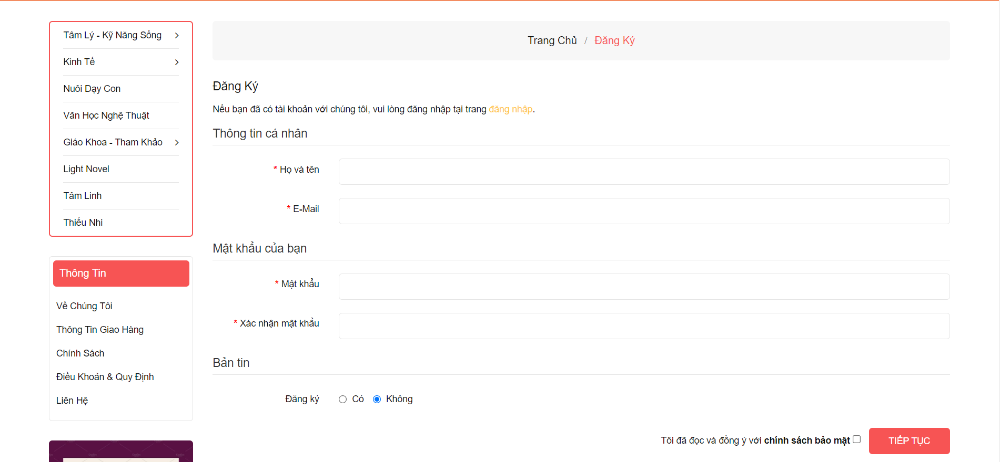 Tâm Lý - Kỹ Năng Sống
Kinh Tế
Nuôi Dạy Con
Văn Học Nghệ Thuật
Giáo Khoa - Tham Khảo
Light Novel
Tâm Linh
Thiếu Nhi
Thông Tin
Về Chúng Tôi
Thông Tin Giao Hàng
Chính Sách
Điều Khoản & Quy Định
Liên Hệ
Trang Chủ / Đăng Ký
Đăng Ký
Nếu bạn đã có tài khoản với chúng tôi, vui lòng đăng nhập tại trang đăng nhập.
Thông tin cá nhân
* Họ và tên
* E-Mail
Mật khẩu của bạn
* Mật khẩu
* Xác nhận mật khẩu
Bản tin
Đăng ký Có Không
Tôi đã đọc và đồng ý với chính sách bảo mật TIẾP TỤC